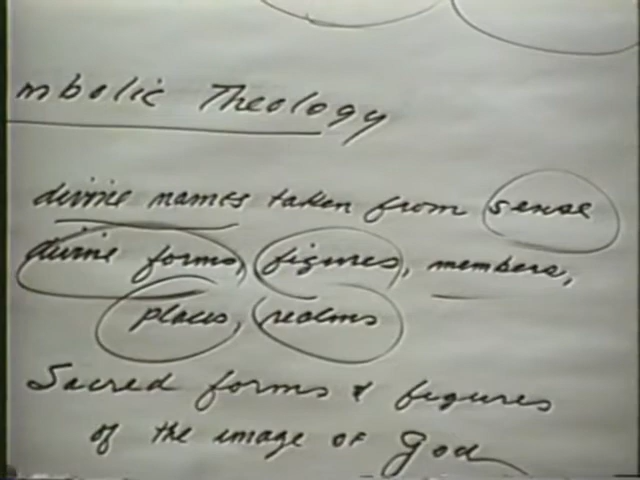 mbolic Theology
divine names taken from sense
divine forms, figures, members,
places, realms
Sacred forms & figures
of the image of God